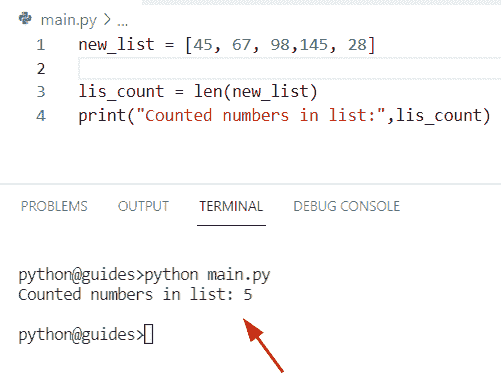 main.py > ...
1 new_list = [45, 67, 98,145, 28]
2
3 lis_count = len(new_list)
4 print("Counted numbers in list:",lis_count)
PROBLEMS OUTPUT TERMINAL DEBUG CONSOLE
python@guides>python main.py
Counted numbers in list: 5
python@guides>